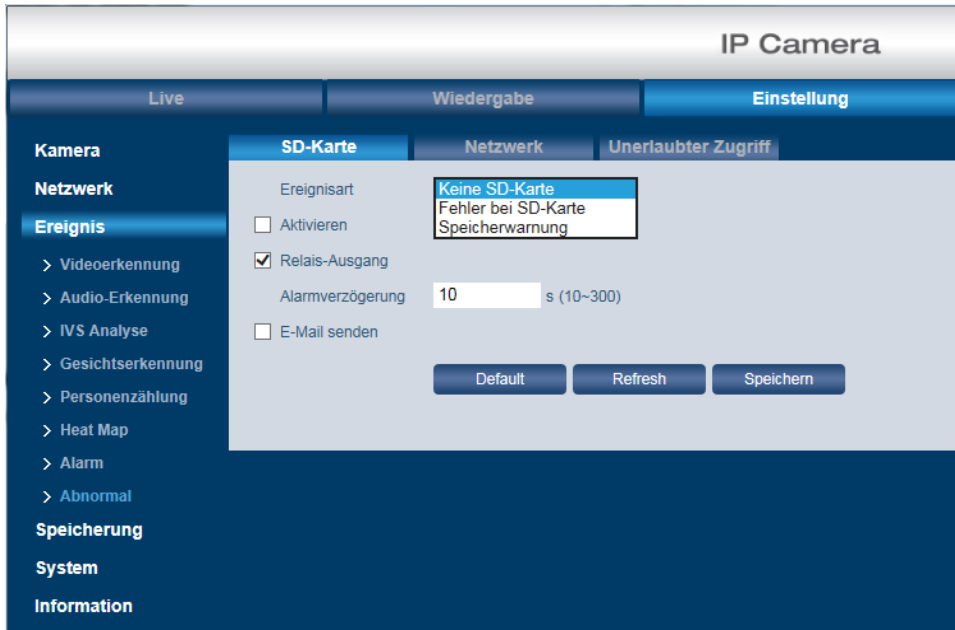 IP Camera
Live Wiedergabe Einstellung
Kamera
Netzwerk
Ereignis
Videoerkennung
Audio-Erkennung
IVS Analyse
Gesichtserkennung
Personenzählung
Heat Map
Alarm
Abnormal
Speicherung
System
Information
SD-Karte Netzwerk Unerlaubter Zugriff
Ereignisart Keine SD-Karte
Fehler bei SD-Karte
Aktivieren Speicherwarnung
Relais-Ausgang
Alarmverzögerung 10 s (10~300)
E-Mail senden
Default Refresh Speichern